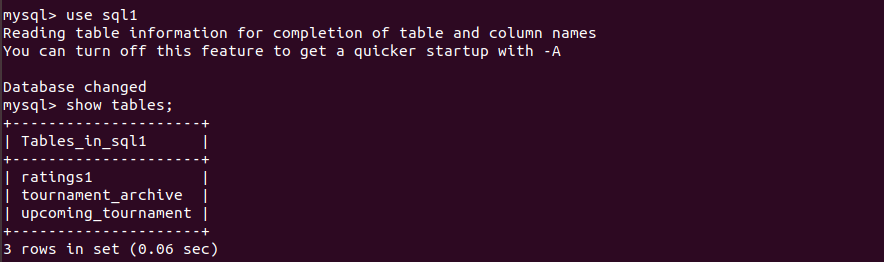 mysql> use sql1
Reading table information for completion of table and column names
You can turn off this feature to get a quicker startup with -A

Database changed
mysql> show tables;
+---------------------+
| Tables_in_sql1      |
+---------------------+
| ratings1            |
| tournament_archive  |
| upcoming_tournament |
+---------------------+
3 rows in set (0.06 sec)